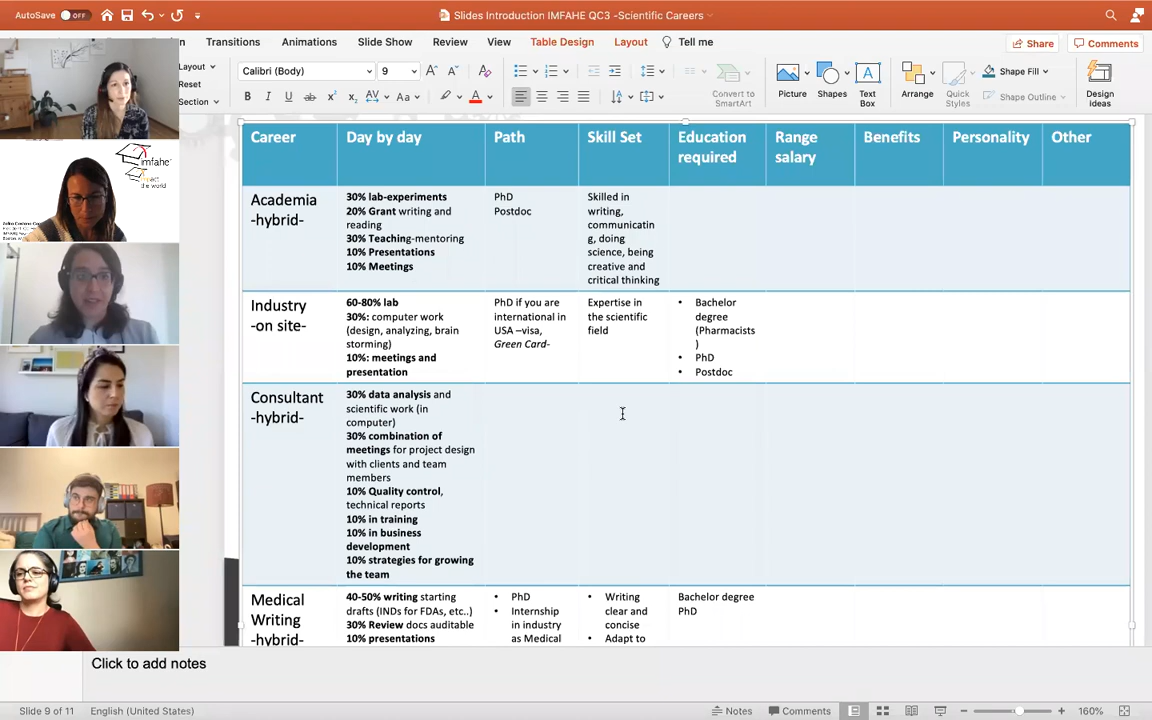 AutoSave OFF
Slides Introduction IMFAHE QC3 -Scientific Careers
Transitions Animations Slide Show Review View Table Design Layout Tell me
Share Comments
Layout
Reset
Section
Calibri (Body) 9
Convert to
SmartArt
Picture Shapes Text
Box
Arrange Quick
Styles
Shape Fill
Shape Outline
Design
Ideas
imfahe
the world
Career Day by day Path Skill Set Education
required Range
salary Benefits Personality Other
Academia
-hybrid-
30% lab-experiments
20% Grant writing and
reading
30% Teaching-mentoring
10% Presentations
10% Meetings
PhD
Postdoc
Skilled in
writing,
communicatin
g, doing
science, being
creative and
critical thinking
Industry
-on site-
60-80% lab
30%: computer work
(design, analyzing, brain
storming)
10%: meetings and
presentation
PhD if you are
international in
USA –visa,
Green Card-
Expertise in
the scientific
field
• Bachelor
degree
(Pharmacists
)
• PhD
• Postdoc
Consultant
-hybrid-
30% data analysis and
scientific work (in
computer)
30% combination of
meetings for project design
with clients and team
members
10% Quality control,
technical reports
10% in training
10% in business
development
10% strategies for growing
the team
Medical
Writing
-hybrid-
40-50% writing starting
drafts (INDs for FDAs, etc..)
30% Review docs auditable
10% presentations
• PhD
• Internship
in industry
as Medical
• Writing
clear and
concise
• Adapt to
Bachelor degree
PhD
Click to add notes
Slide 9 of 11 English (United States)
Notes Comments 160%